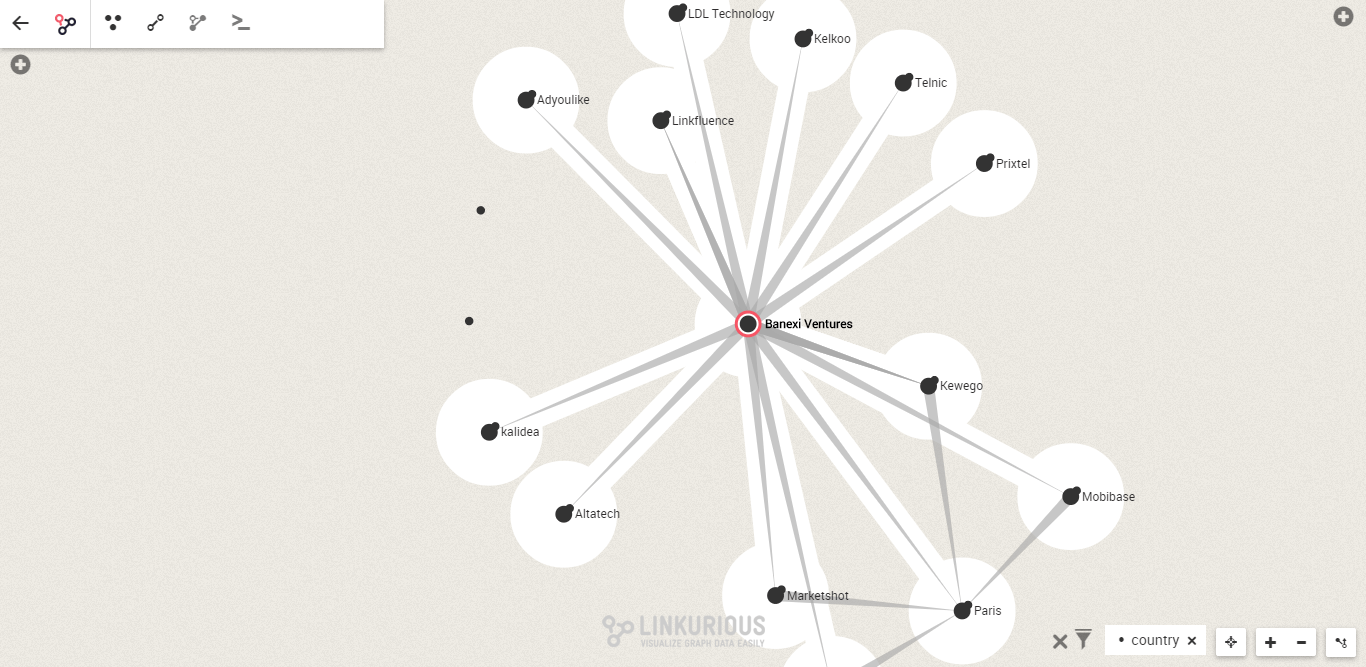 LDL Technology
Kelkoo
Telnic
Adyoulike
Linkfluence
Prixtel
Banexi Ventures
Kewego
kalidea
Mobibase
Altatech
Marketshot
Paris
LINKURIOUS
VISUALIZE GRAPH DATA EASILY
• country